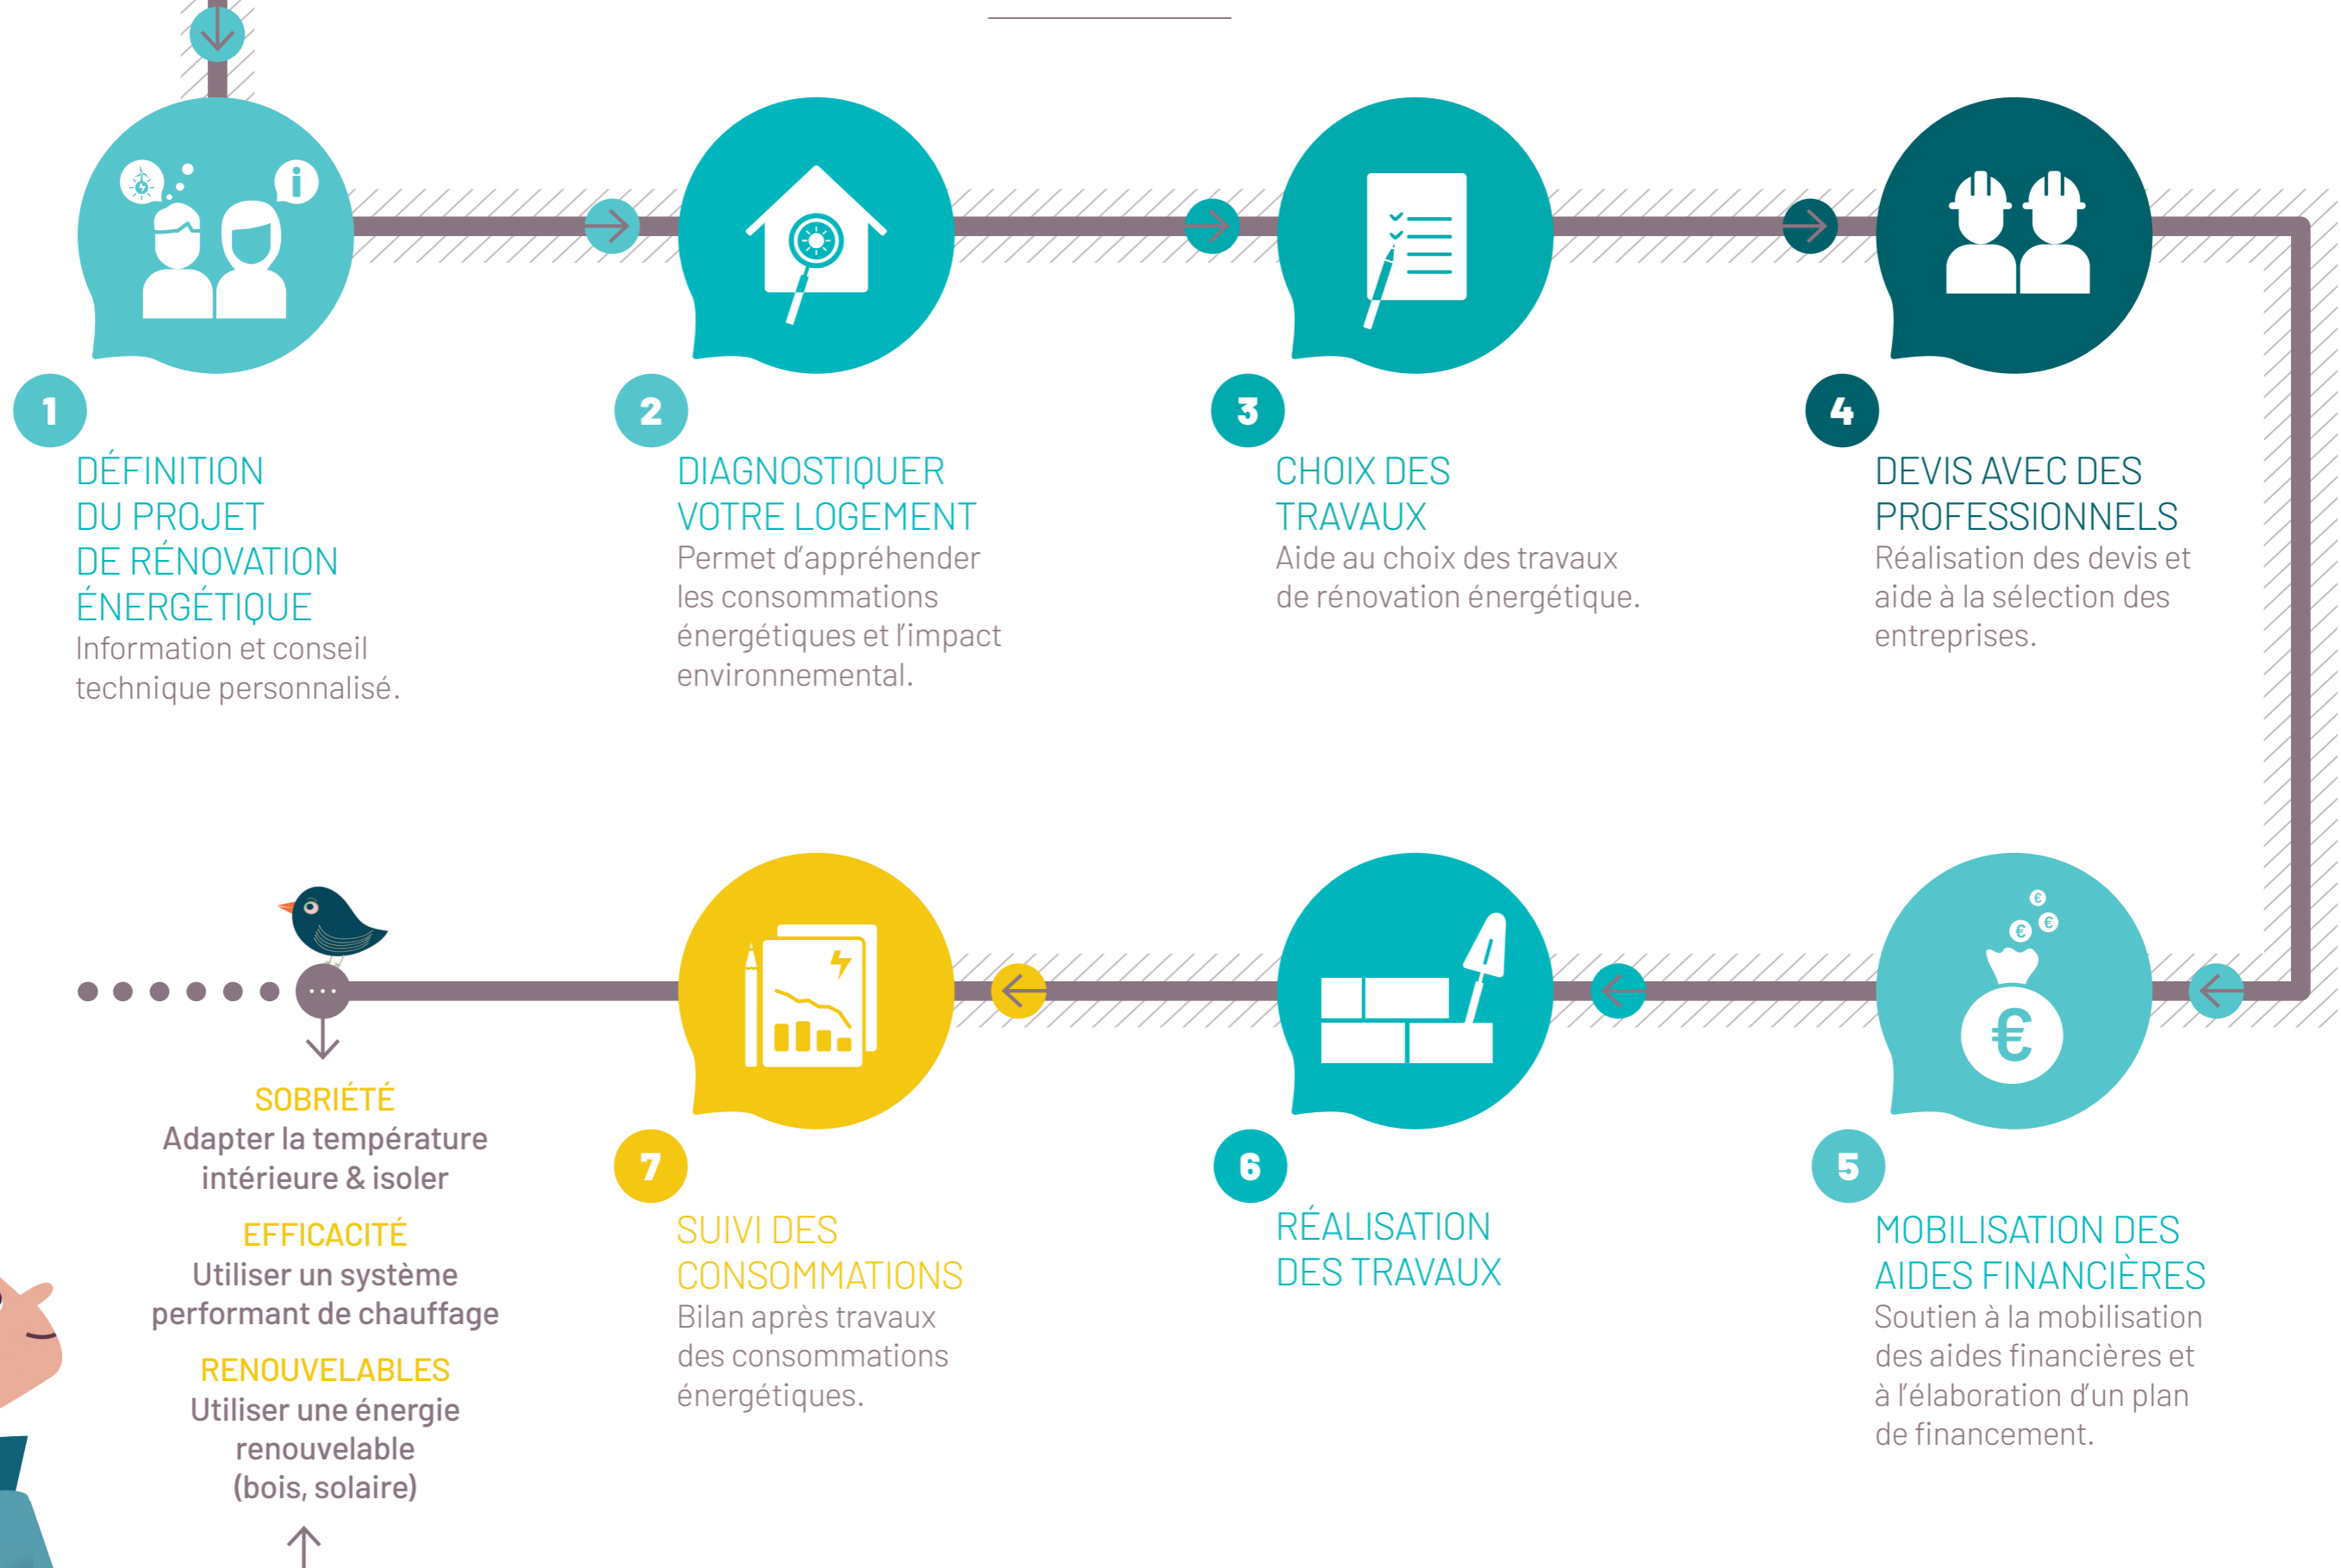 1
DÉFINITION
DU PROJET
DE RÉNOVATION
ÉNERGÉTIQUE
Information et conseil
technique personnalisé.
2
DIAGNOSTIQUER
VOTRE LOGEMENT
Permet d'appréhender
les consommations
énergétiques et l'impact
environnemental.
3
CHOIX DES
TRAVAUX
Aide au choix des travaux
de rénovation énergétique.
4
DEVIS AVEC DES
PROFESSIONNELS
Réalisation des devis et
aide à la sélection des
entreprises.
€
€
€
€
5
MOBILISATION DES
AIDES FINANCIÈRES
Soutien à la mobilisation
des aides financières et
à l'élaboration d'un plan
de financement.
6
RÉALISATION
DES TRAVAUX
7
SUIVI DES
CONSOMMATIONS
Bilan après travaux
des consommations
énergétiques.
SOBRIÉTÉ
Adapter la température
intérieure & isoler
EFFICACITÉ
Utiliser un système
performant de chauffage
RENOUVELABLES
Utiliser une énergie
renouvelable
(bois, solaire)